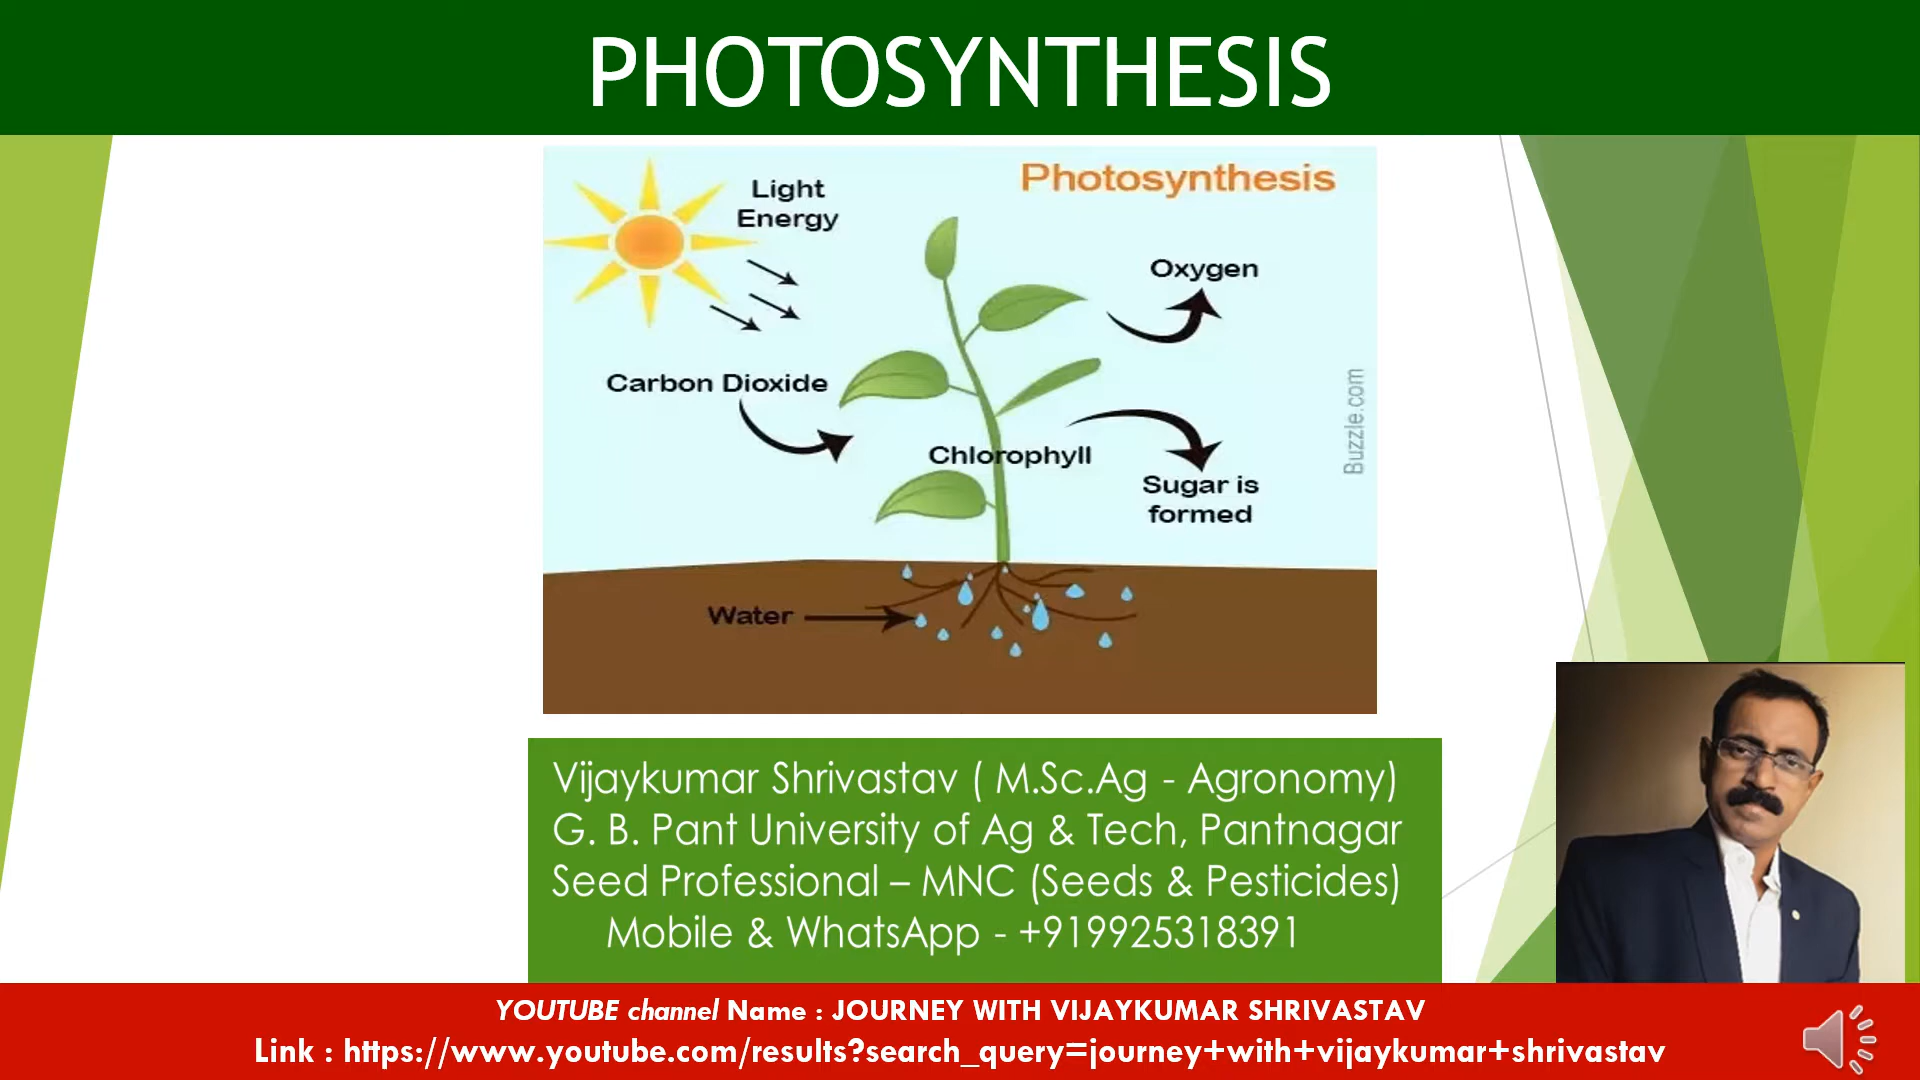 PHOTOSYNTHESIS
Photosynthesis
Light
Energy
Oxygen
Carbon Dioxide
Chlorophyll
Sugar is
formed
Water
Buzzle.com
Vijaykumar Shrivastav ( M.Sc.Ag - Agronomy)
G. B. Pant University of Ag & Tech, Pantnagar
Seed Professional – MNC (Seeds & Pesticides)
Mobile & WhatsApp - +919925318391
YOUTUBE channel Name : JOURNEY WITH VIJAYKUMAR SHRIVASTAV
Link : https://www.youtube.com/results?search_query=journey+with+vijaykumar+shrivastav